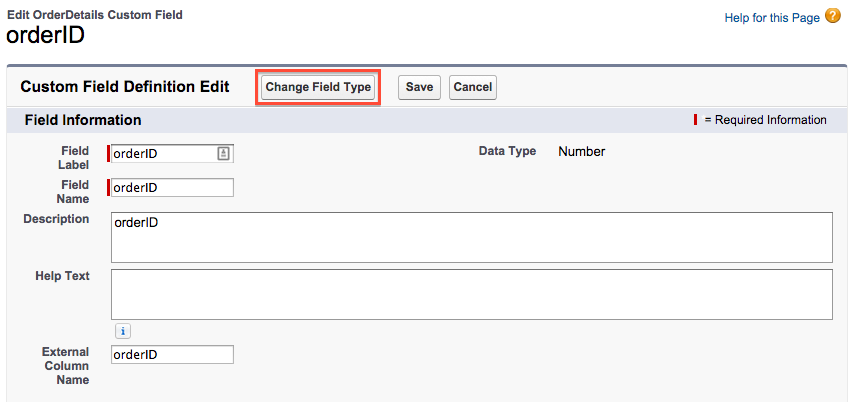 Edit OrderDetails Custom Field
Help for this Page ?
orderID
Custom Field Definition Edit
Change Field Type
Save
Cancel
Field Information
= Required Information
Field
Label
orderID
Data Type
Number
Field
Name
orderID
Description
orderID
Help Text
i
External
Column
Name
orderID